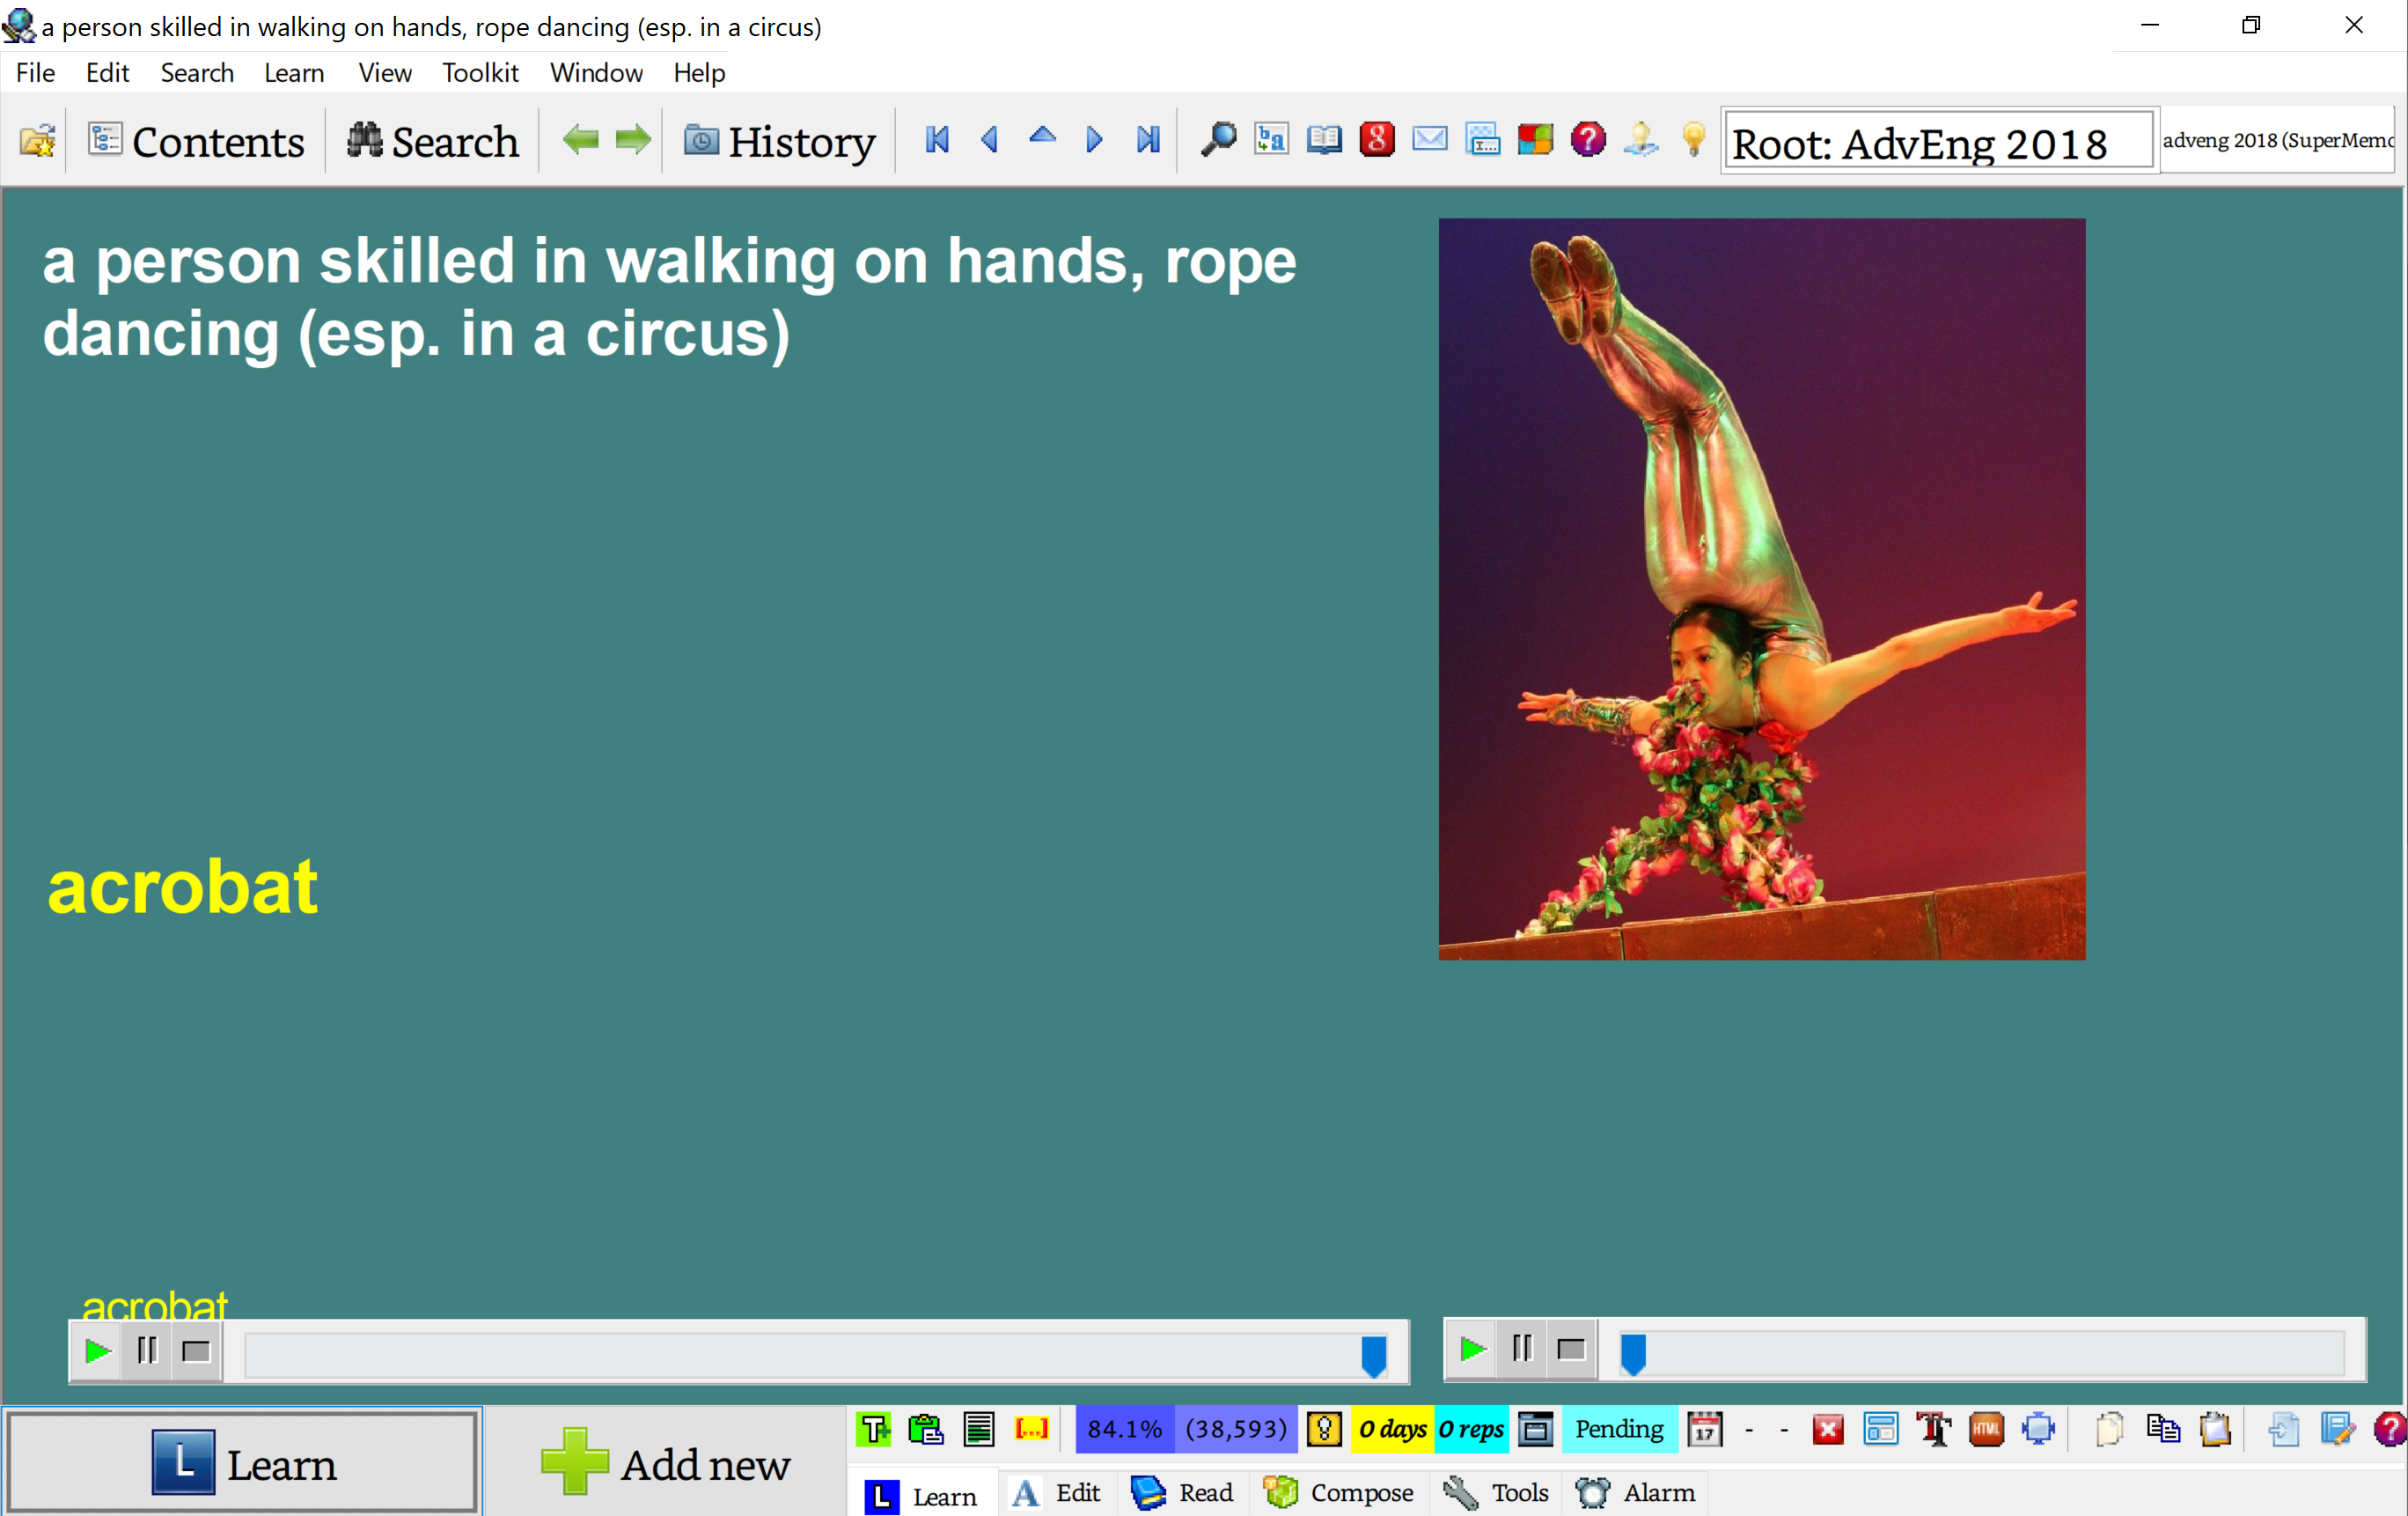 a person skilled in walking on hands, rope dancing (esp. in a circus)
File Edit Search Learn View Toolkit Window Help
Contents Search History 8 Root: AdvEng 2018 adveng 2018 (SuperMemo
a person skilled in walking on hands, rope
dancing (esp. in a circus)
acrobat
acrobat
L Learn Add new
T 84.1% (38,593) 0 days 0 reps Pending 17 - - HTML
L Learn A Edit Read Compose Tools Alarm